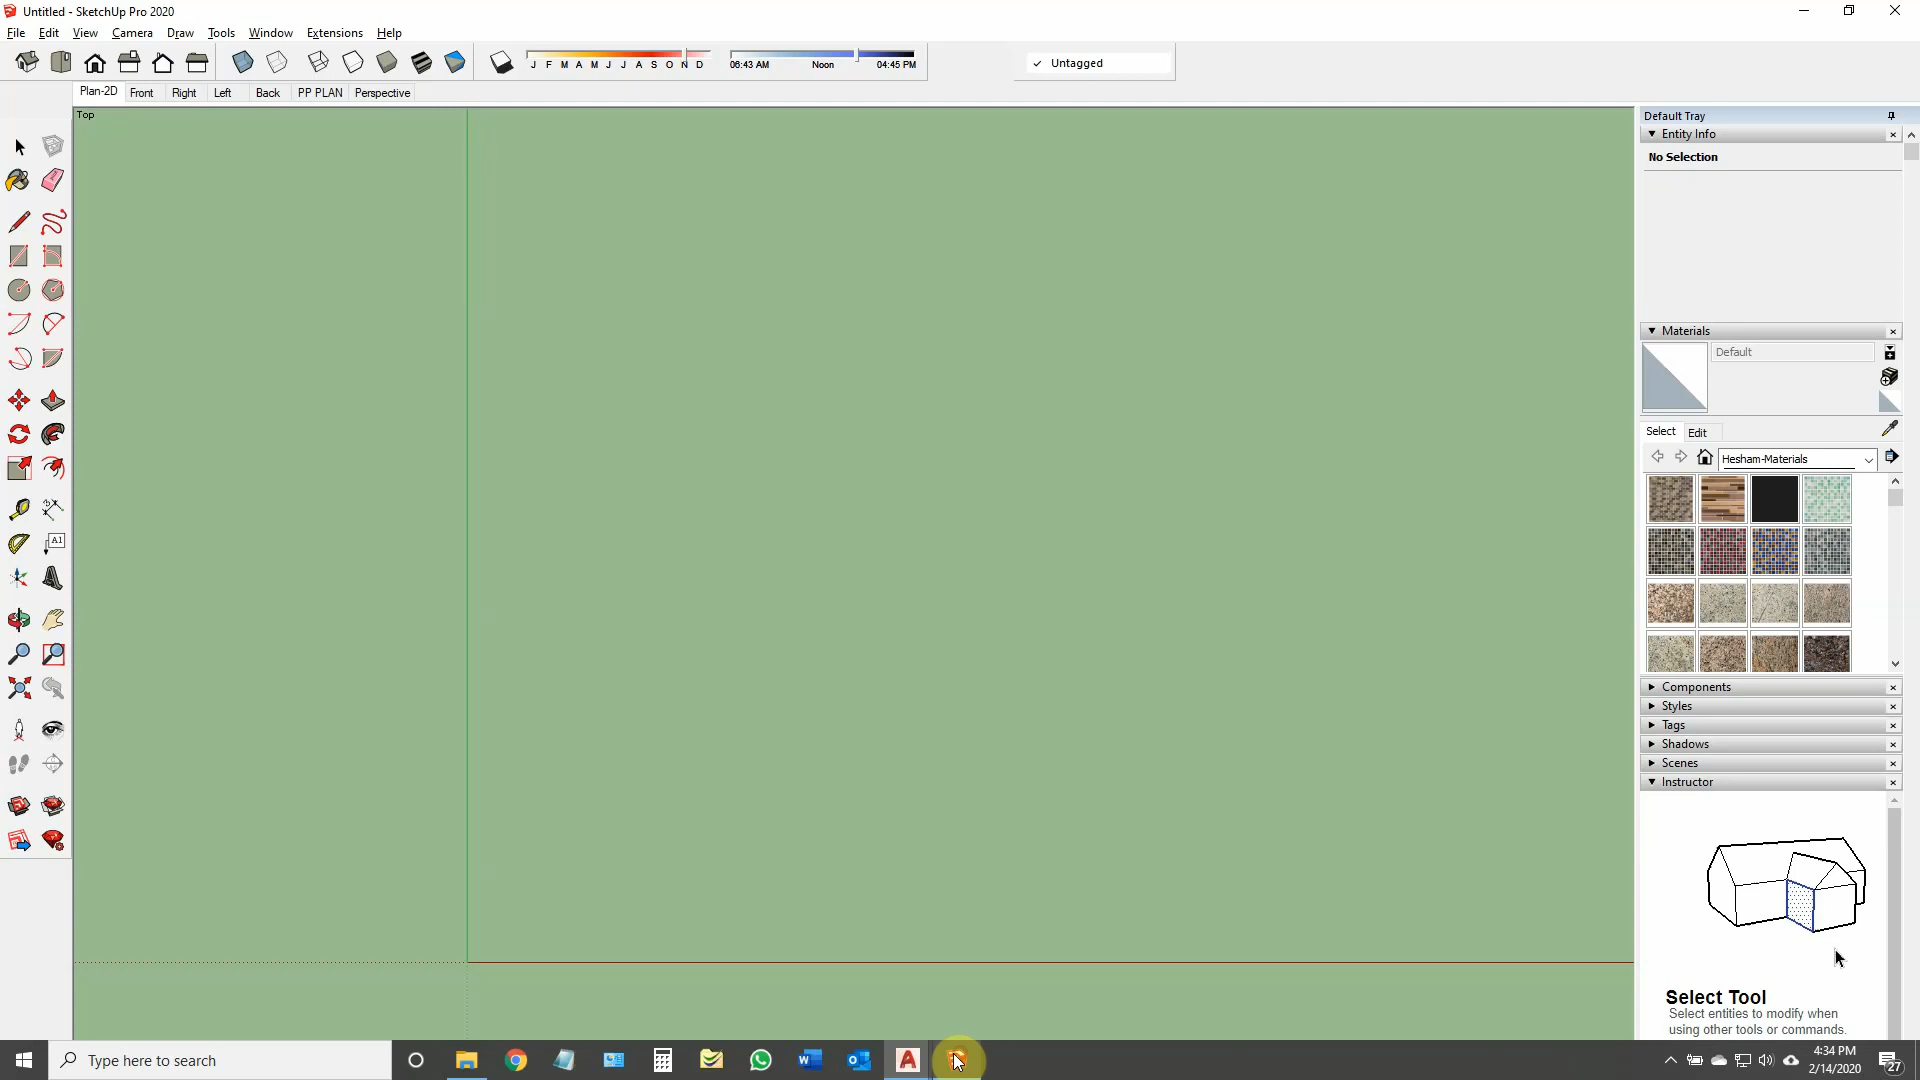 Untitled - SketchUp Pro 2020
File Edit View Camera Draw Tools Window Extensions Help
J F M A M J J A S O N D
06:43 AM Noon 04:45 PM
✓ Untagged
Plan-2D Front Right Left Back PP PLAN Perspective
Top
Default Tray
Entity Info
No Selection
Materials
Default
Select Edit
Hesham-Materials
A1
Components
Styles
Tags
Shadows
Scenes
Instructor
Select Tool
Select entities to modify when
using other tools or commands.
Type here to search
4:34 PM
2/14/2020
27